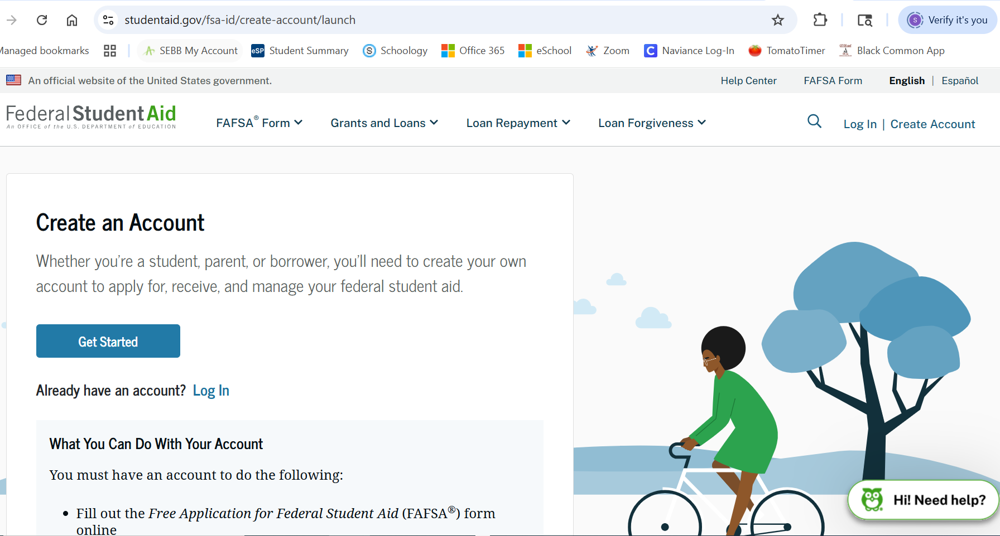 studentaid.gov/fsa-id/create-account/launch
S
Verify it's you
Managed bookmarks
SEBB My Account
eSP
Student Summary
S
Schoology
Office 365
eSchool
Zoom
C
Naviance Log-In
TomatoTimer
Black Common App
An official website of the United States government.
Help Center
FAFSA Form
English | Español
Federal Student Aid
An OFFICE of the U.S. DEPARTMENT of EDUCATION
FAFSA® Form
Grants and Loans
Loan Repayment
Loan Forgiveness
Log In | Create Account
Create an Account
Whether you're a student, parent, or borrower, you'll need to create your own
account to apply for, receive, and manage your federal student aid.
Get Started
Already have an account? Log In
What You Can Do With Your Account
You must have an account to do the following:
• Fill out the Free Application for Federal Student Aid (FAFSA®) form
online
Hi! Need help?